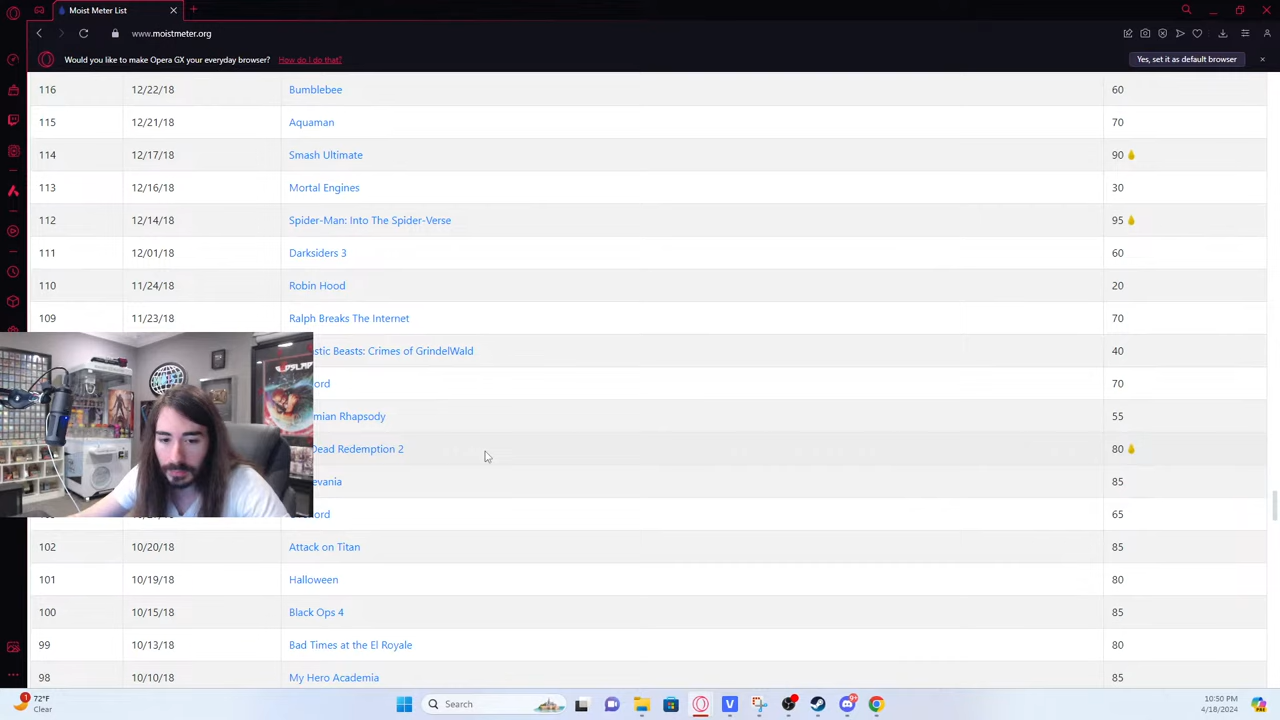 Moist Meter List
www.moistmeter.org
Would you like to make Opera GX your everyday browser? How do I do that? Yes, set it as default browser
116 12/22/18 Bumblebee 60
115 12/21/18 Aquaman 70
114 12/17/18 Smash Ultimate 90
113 12/16/18 Mortal Engines 30
112 12/14/18 Spider-Man: Into The Spider-Verse 95
111 12/01/18 Darksiders 3 60
110 11/24/18 Robin Hood 20
109 11/23/18 Ralph Breaks The Internet 70
stic Beasts: Crimes of GrindelWald 40
ord 70
mian Rhapsody 55
Dead Redemption 2 80
evania 85
ord 65
102 10/20/18 Attack on Titan 85
101 10/19/18 Halloween 80
100 10/15/18 Black Ops 4 85
99 10/13/18 Bad Times at the El Royale 80
98 10/10/18 My Hero Academia 85
1
72°F
Clear
Search
10:50 PM
4/18/2024